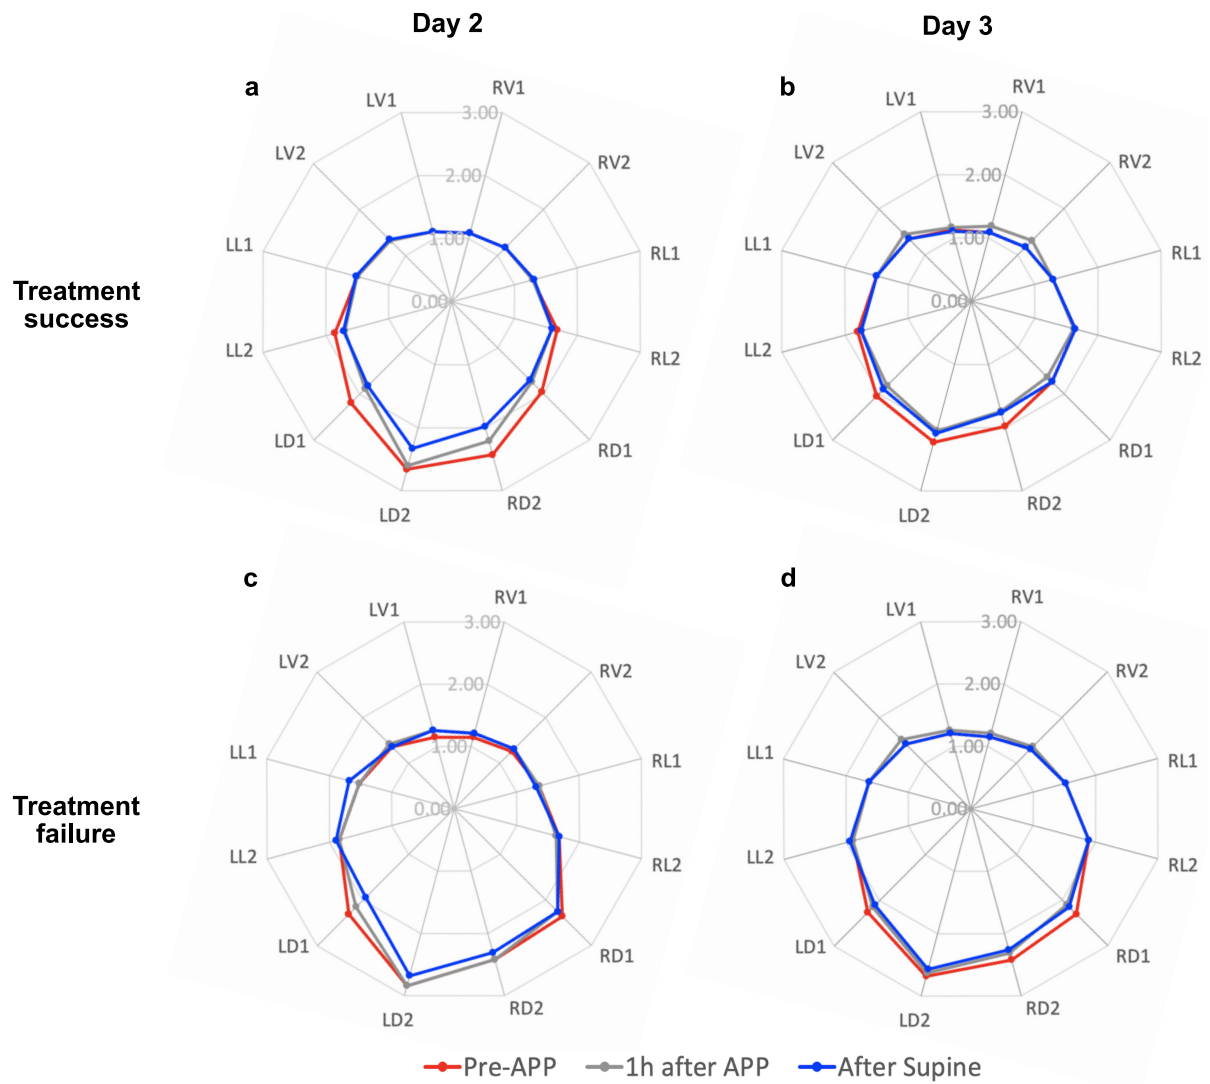 Day 2
Day 3
a
b
RV1
LV1
3.00
RV2
LV2
2.00
LL1
RL1
1.00
0.00
LL2
RL2
LD1
RD1
LD2
RD2
RV1
LV1
3.00
RV2
LV2
2.00
LL1
RL1
1.00
0.00
LL2
RL2
LD1
RD1
LD2
RD2
Treatment
success
c
d
RV1
LV1
3.00
RV2
LV2
2.00
LL1
RL1
1.00
0.00
LL2
RL2
LD1
RD1
LD2
RD2
RV1
LV1
3.00
RV2
LV2
2.00
LL1
RL1
1.00
0.00
LL2
RL2
LD1
RD1
LD2
RD2
Treatment
failure
Pre-APP
1h after APP
After Supine